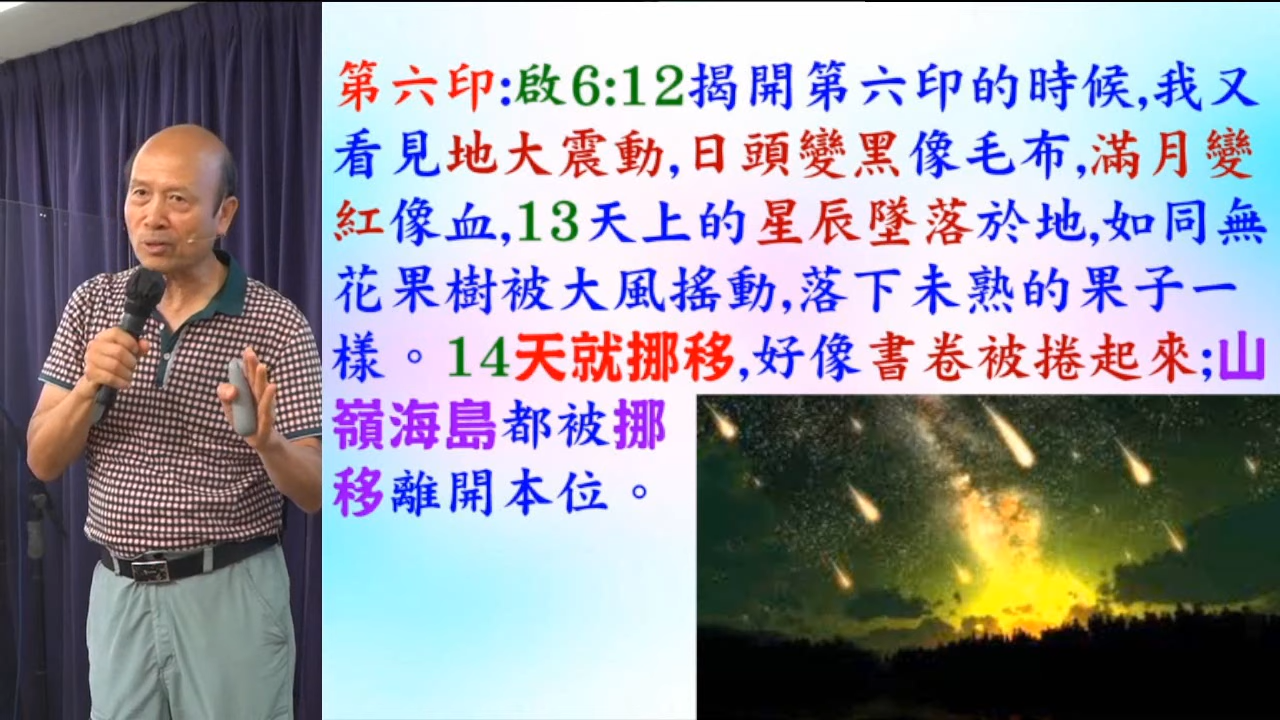 第六印:啟6:12揭開第六印的時候,我又
看見地大震動,日頭變黑像毛布,滿月變
紅像血,13天上的星辰墜落於地,如同無
花果樹被大風搖動,落下未熟的果子一
樣。14天就挪移,好像書卷被捲起來;山
嶺海島都被挪
移離開本位。